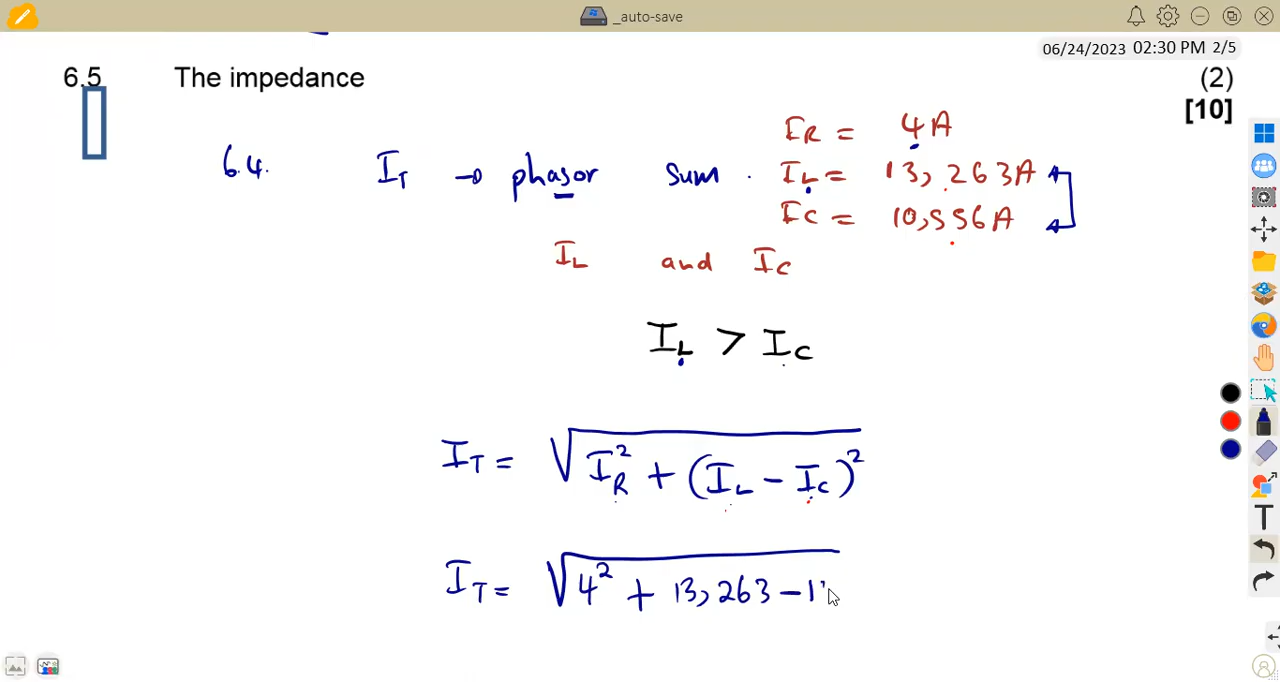 _auto-save
06/24/2023 02:30 PM 2/5
6.5 The impedance (2)
[10]
6.4. IT → phasor sum.
IR = 4A
IL = 13,263A
IC = 10,556A
IL and IC
IL > IC
IT = √IR² + (IL − IC)²
IT = √4² + 13,263 − 1
T